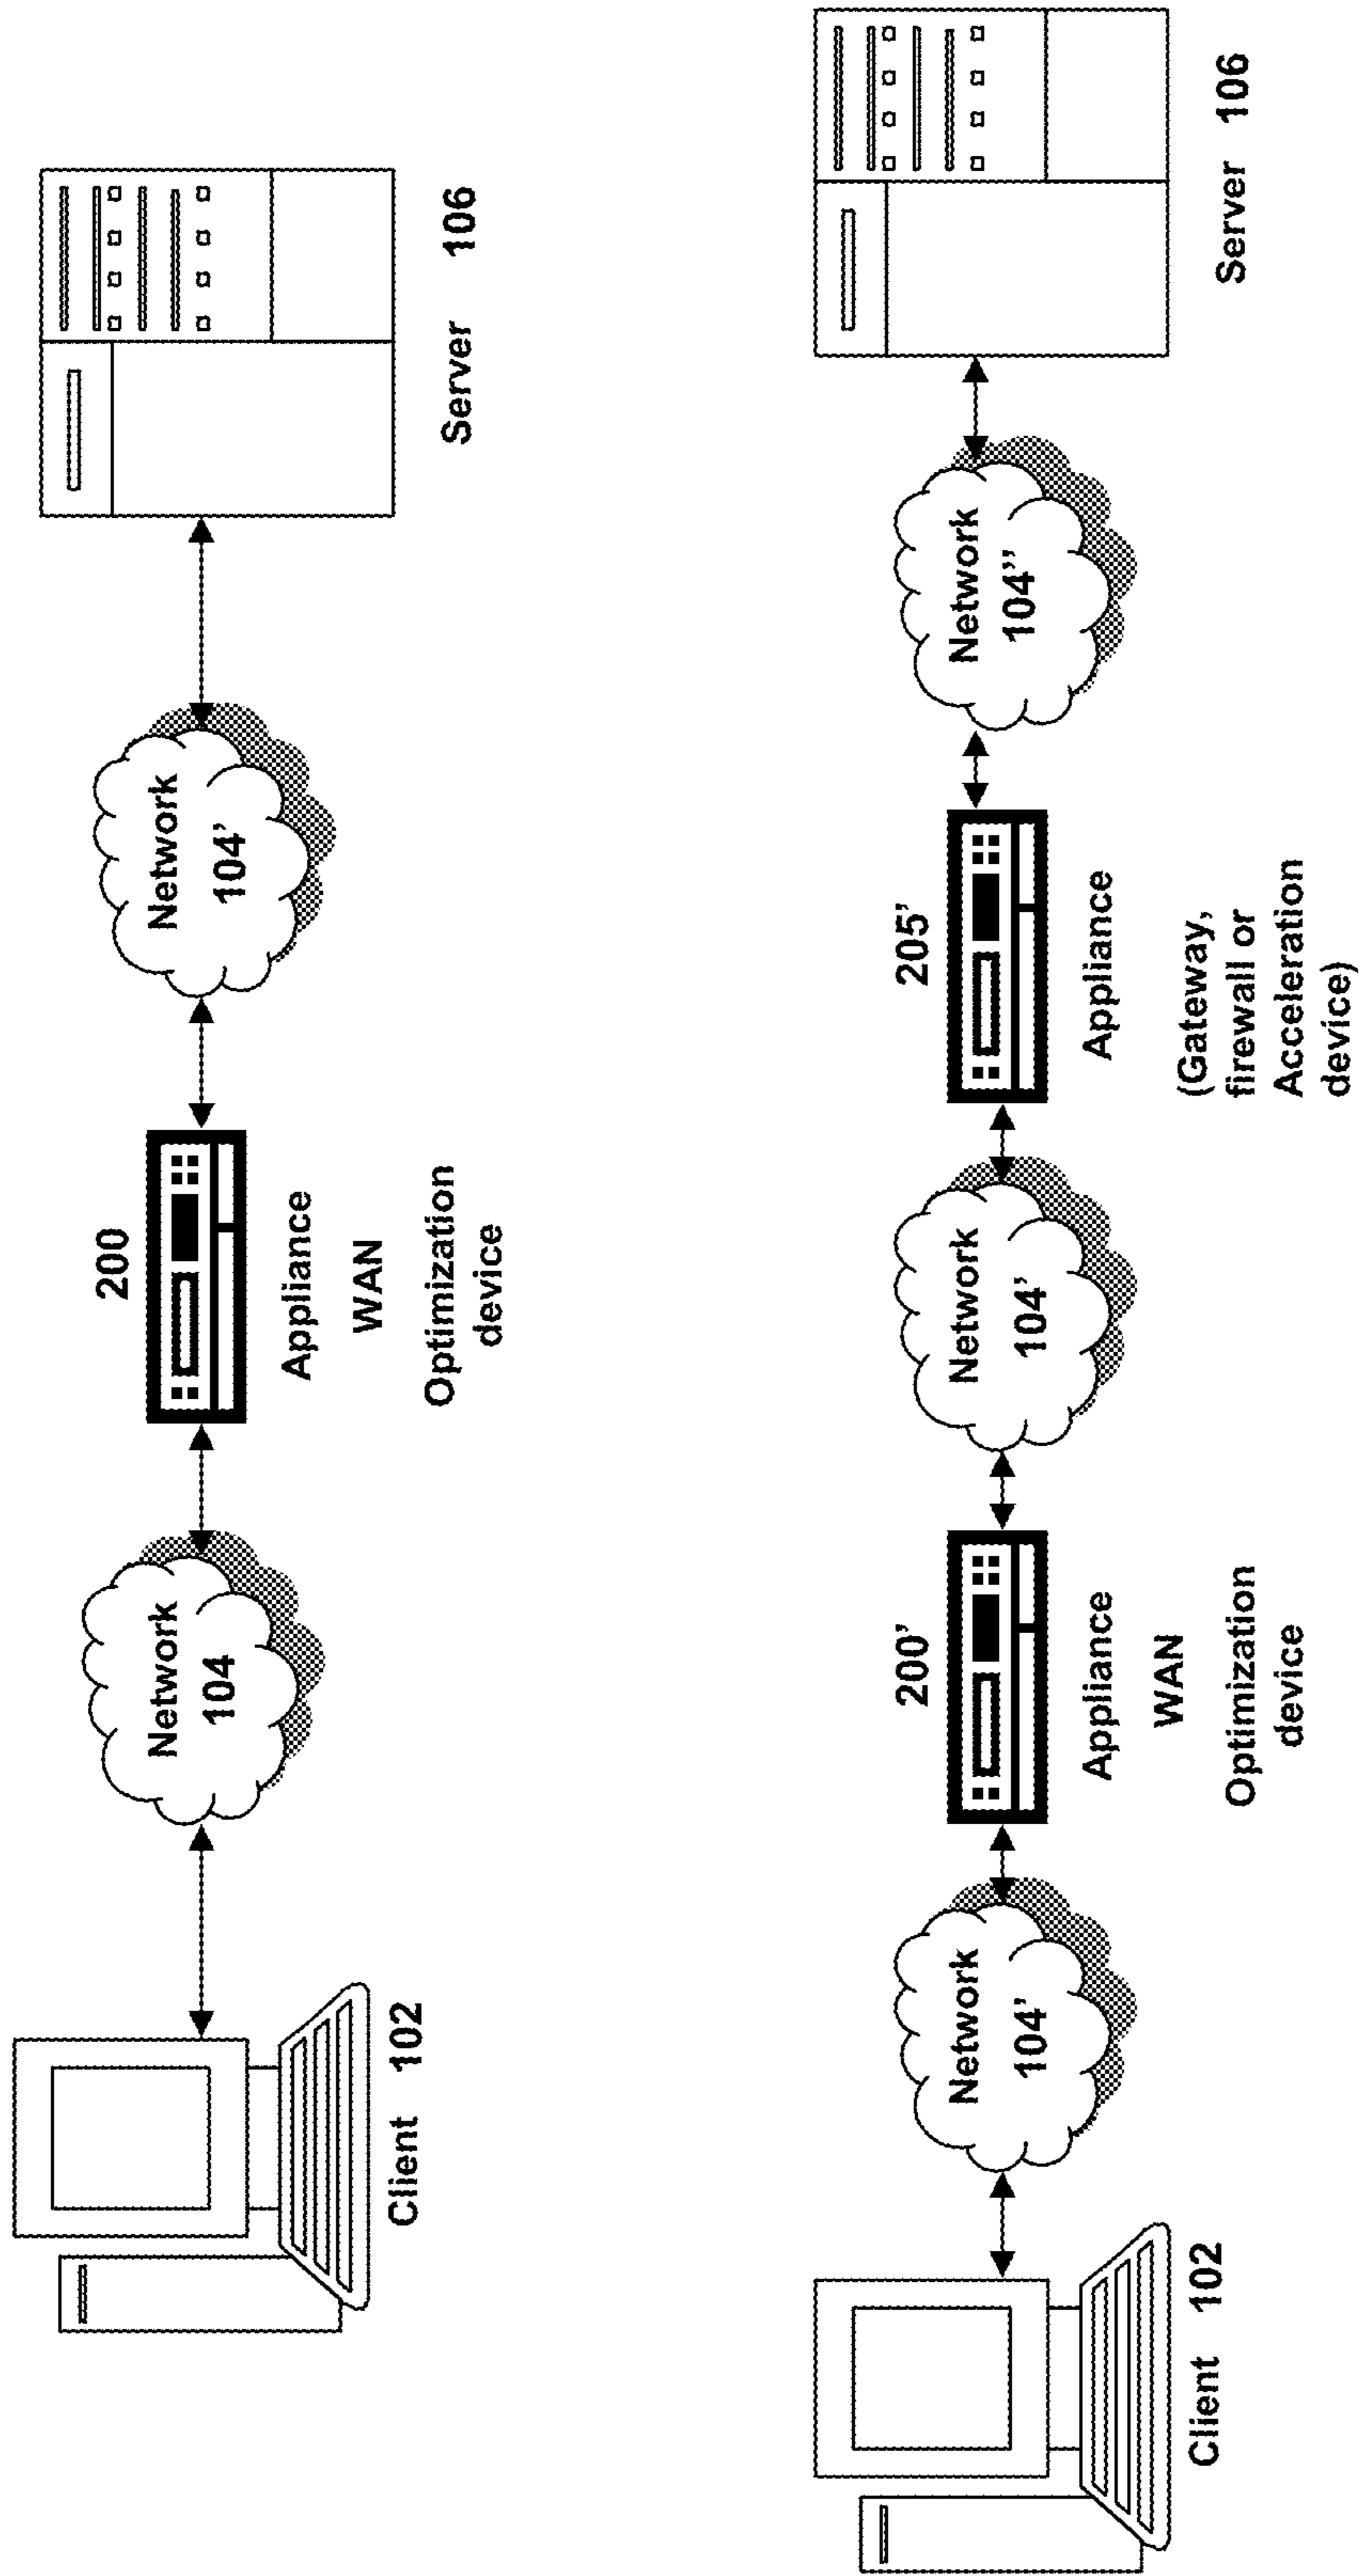 Client 102
Network
104
200
Appliance
WAN
Optimization
device
Network
104'
Server 106
Client 102
Network
104'
200'
Appliance
WAN
Optimization
device
Network
104'
205'
Appliance
(Gateway,
firewall or
Acceleration
device)
Network
104''
Server 106